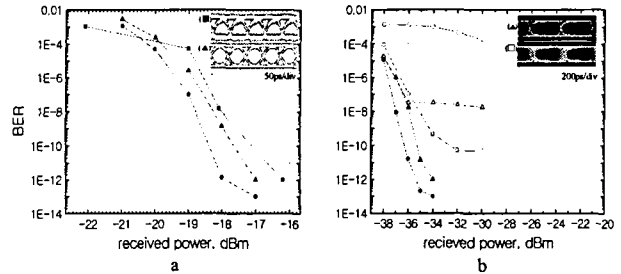 0.01
1E-4
1E-6
1E-8
1E-10
1E-12
1E-14
BER
-22 -21 -20 -19 -18 -17 -16
received power, dBm
a
50ps/div
0.01
1E-4
1E-6
1E-8
1E-10
1E-12
1E-14
-38 -36 -34 -32 -30 -28 -26 -24 -22 -20
recieved power, dBm
b
200ps/div